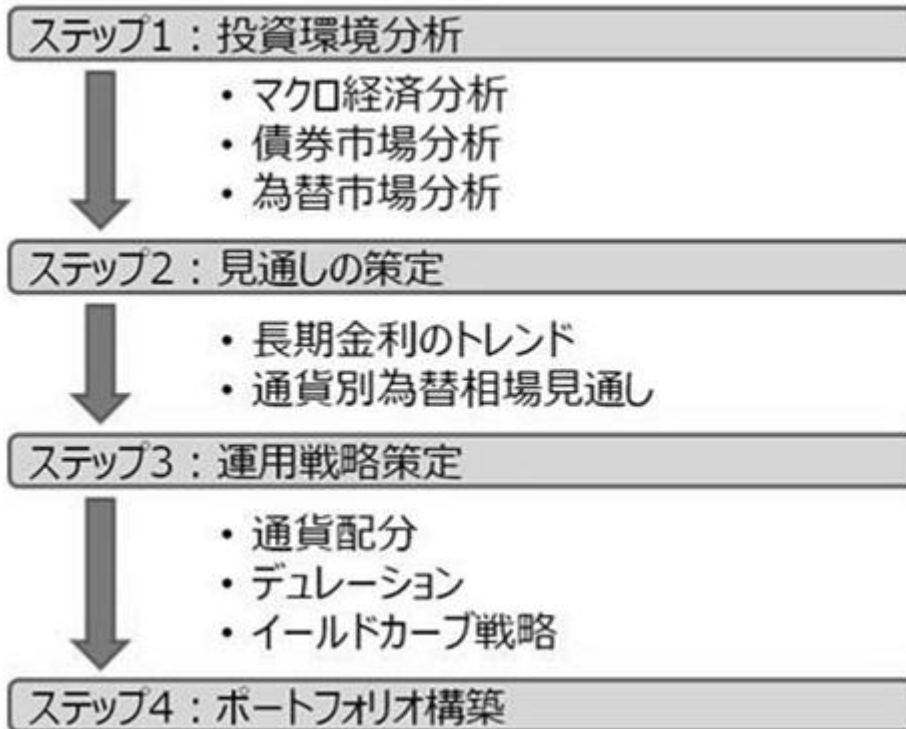 ステップ1：投資環境分析
・マクロ経済分析
・債券市場分析
・為替市場分析
ステップ2：見通しの策定
・長期金利のトレンド
・通貨別為替相場見通し
ステップ3：運用戦略策定
・通貨配分
・デュレーション
・イールドカーブ戦略
ステップ4：ポートフォリオ構築